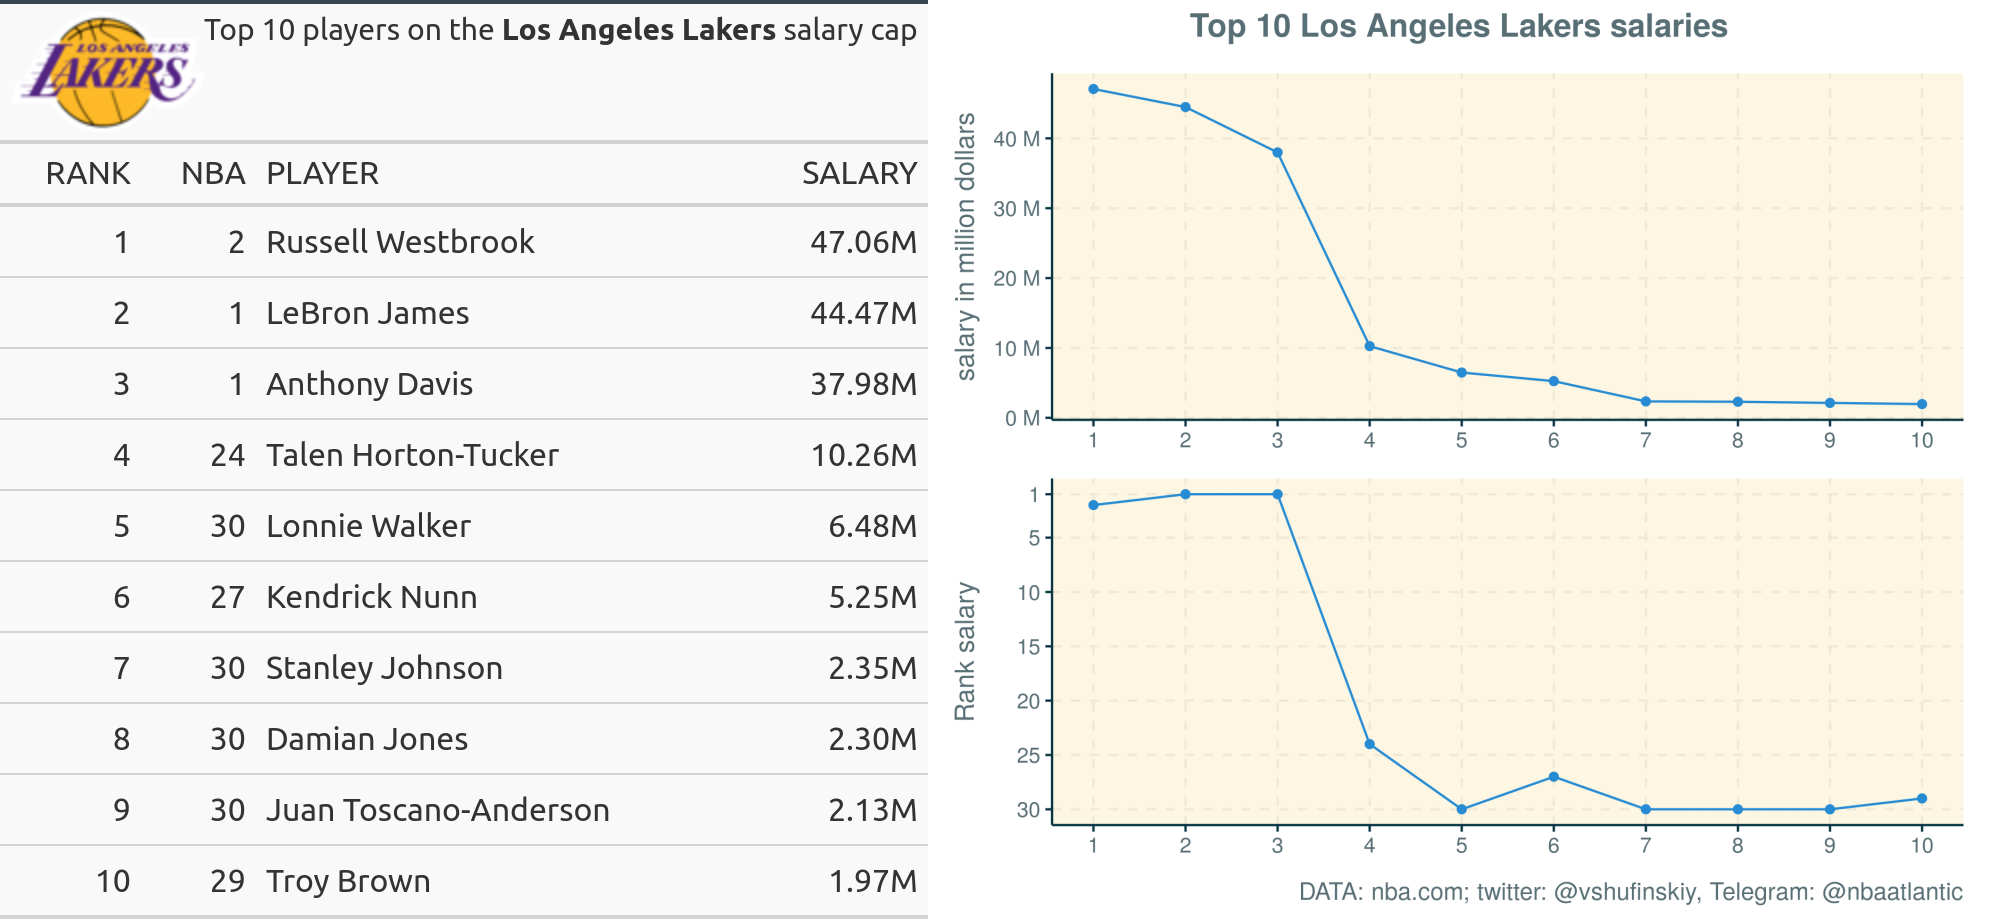 LOS ANGELES
LAKERS
Top 10 players on the Los Angeles Lakers salary cap
RANK NBA PLAYER SALARY
1 2 Russell Westbrook 47.06M
2 1 LeBron James 44.47M
3 1 Anthony Davis 37.98M
4 24 Talen Horton-Tucker 10.26M
5 30 Lonnie Walker 6.48M
6 27 Kendrick Nunn 5.25M
7 30 Stanley Johnson 2.35M
8 30 Damian Jones 2.30M
9 30 Juan Toscano-Anderson 2.13M
10 29 Troy Brown 1.97M
Top 10 Los Angeles Lakers salaries
salary in million dollars
40 M
30 M
20 M
10 M
0 M
1 2 3 4 5 6 7 8 9 10
Rank salary
1
5
10
15
20
25
30
1 2 3 4 5 6 7 8 9 10
DATA: nba.com; twitter: @vshufinskiy, Telegram: @nbaatlantic